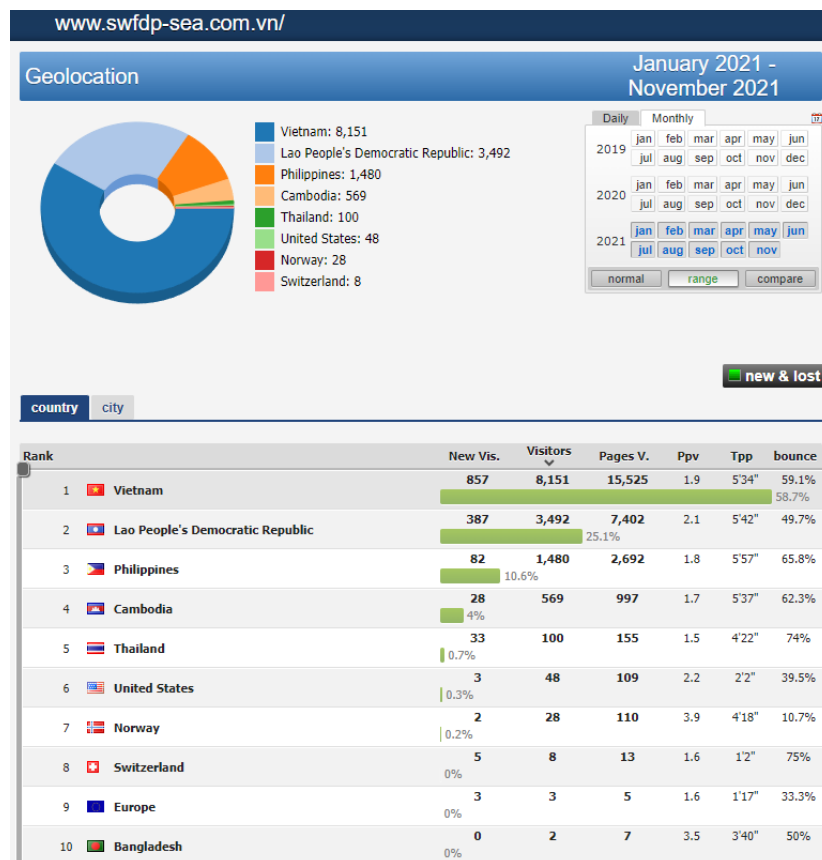 www.swfdp-sea.com.vn/
Geolocation
January 2021 -
November 2021
Vietnam: 8,151
Lao People's Democratic Republic: 3,492
Philippines: 1,480
Cambodia: 569
Thailand: 100
United States: 48
Norway: 28
Switzerland: 8
Daily Monthly
2019 jan feb mar apr may jun
jul aug sep oct nov dec
2020 jan feb mar apr may jun
jul aug sep oct nov dec
2021 jan feb mar apr may jun
jul aug sep oct nov
normal range compare
new & lost
country city
Rank New Vis. Visitors Pages V. Ppv Tpp bounce
1 Vietnam 857 8,151 15,525 1.9 5'34" 59.1%
58.7%
2 Lao People's Democratic Republic 387 3,492 7,402 2.1 5'42" 49.7%
25.1%
3 Philippines 82 1,480 2,692 1.8 5'57" 65.8%
10.6%
4 Cambodia 28 569 997 1.7 5'37" 62.3%
4%
5 Thailand 33 100 155 1.5 4'22" 74%
0.7%
6 United States 3 48 109 2.2 2'2" 39.5%
0.3%
7 Norway 2 28 110 3.9 4'18" 10.7%
0.2%
8 Switzerland 5 8 13 1.6 1'2" 75%
0%
9 Europe 3 3 5 1.6 1'17" 33.3%
0%
10 Bangladesh 0 2 7 3.5 3'40" 50%
0%